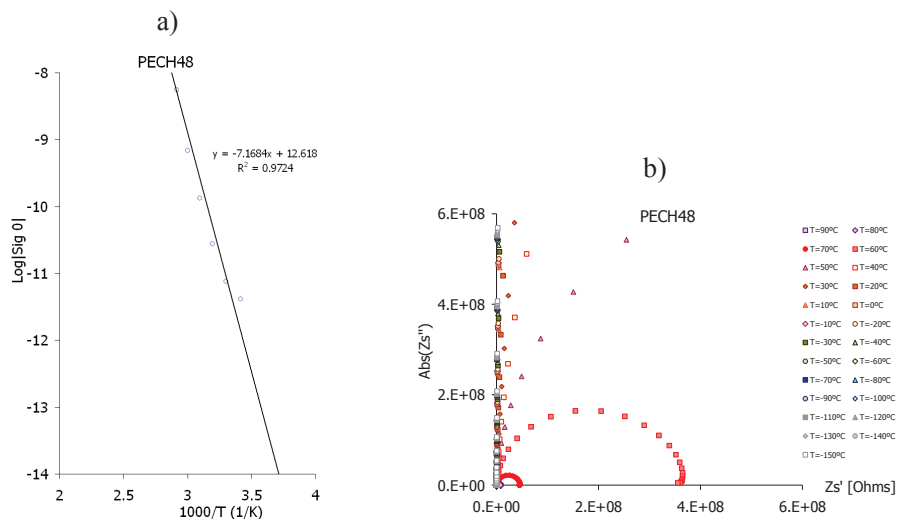 a)
PECH48
-8
-9
-10
-11
-12
-13
-14
Log|Sig 0|
y = -7.1684x + 12.618
R² = 0.9724
2 2.5 3 3.5 4
1000/T (1/K)
b)
PECH48
6.E+08
4.E+08
2.E+08
0.E+00
Abs(Zs")
0.E+00 2.E+08 4.E+08 6.E+08
Zs' [Ohms]
T=90ºC T=80ºC
T=70ºC T=60ºC
T=50ºC T=40ºC
T=30ºC T=20ºC
T=10ºC T=0ºC
T=-10ºC T=-20ºC
T=-30ºC T=-40ºC
T=-50ºC T=-60ºC
T=-70ºC T=-80ºC
T=-90ºC T=-100ºC
T=-110ºC T=-120ºC
T=-130ºC T=-140ºC
T=-150ºC